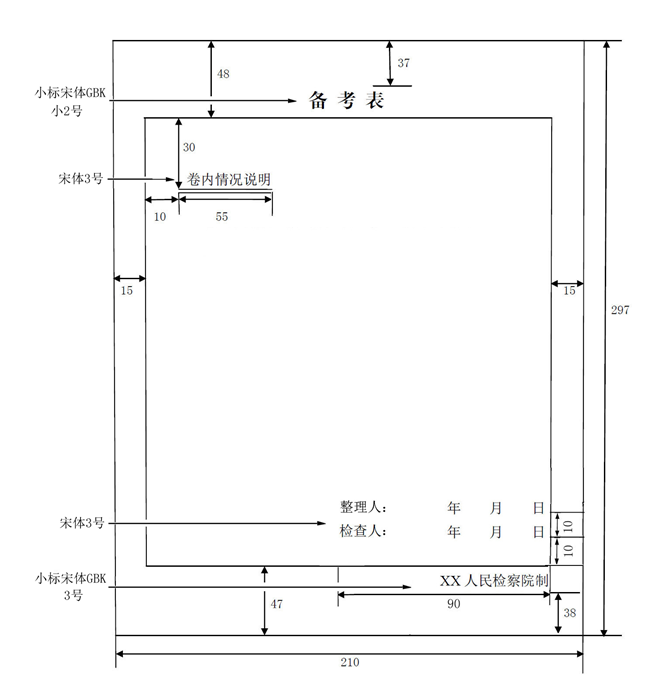 37
48
小标宋体GBK
小2号
备 考 表
30
宋体3号
卷内情况说明
10
55
15
15
297
整理人： 年 月 日
宋体3号
10
检查人： 年 月 日
10
小标宋体GBK
3号
XX 人民检察院制
47
90
38
210